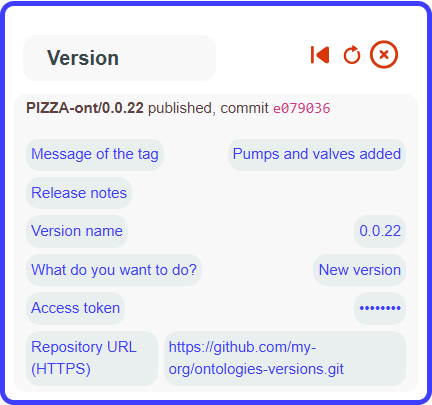 Version
PIZZA-ont/0.0.22 published, commit e079036
Message of the tag Pumps and valves added
Release notes
Version name 0.0.22
What do you want to do? New version
Access token ••••••••
Repository URL (HTTPS) https://github.com/my-org/ontologies-versions.git